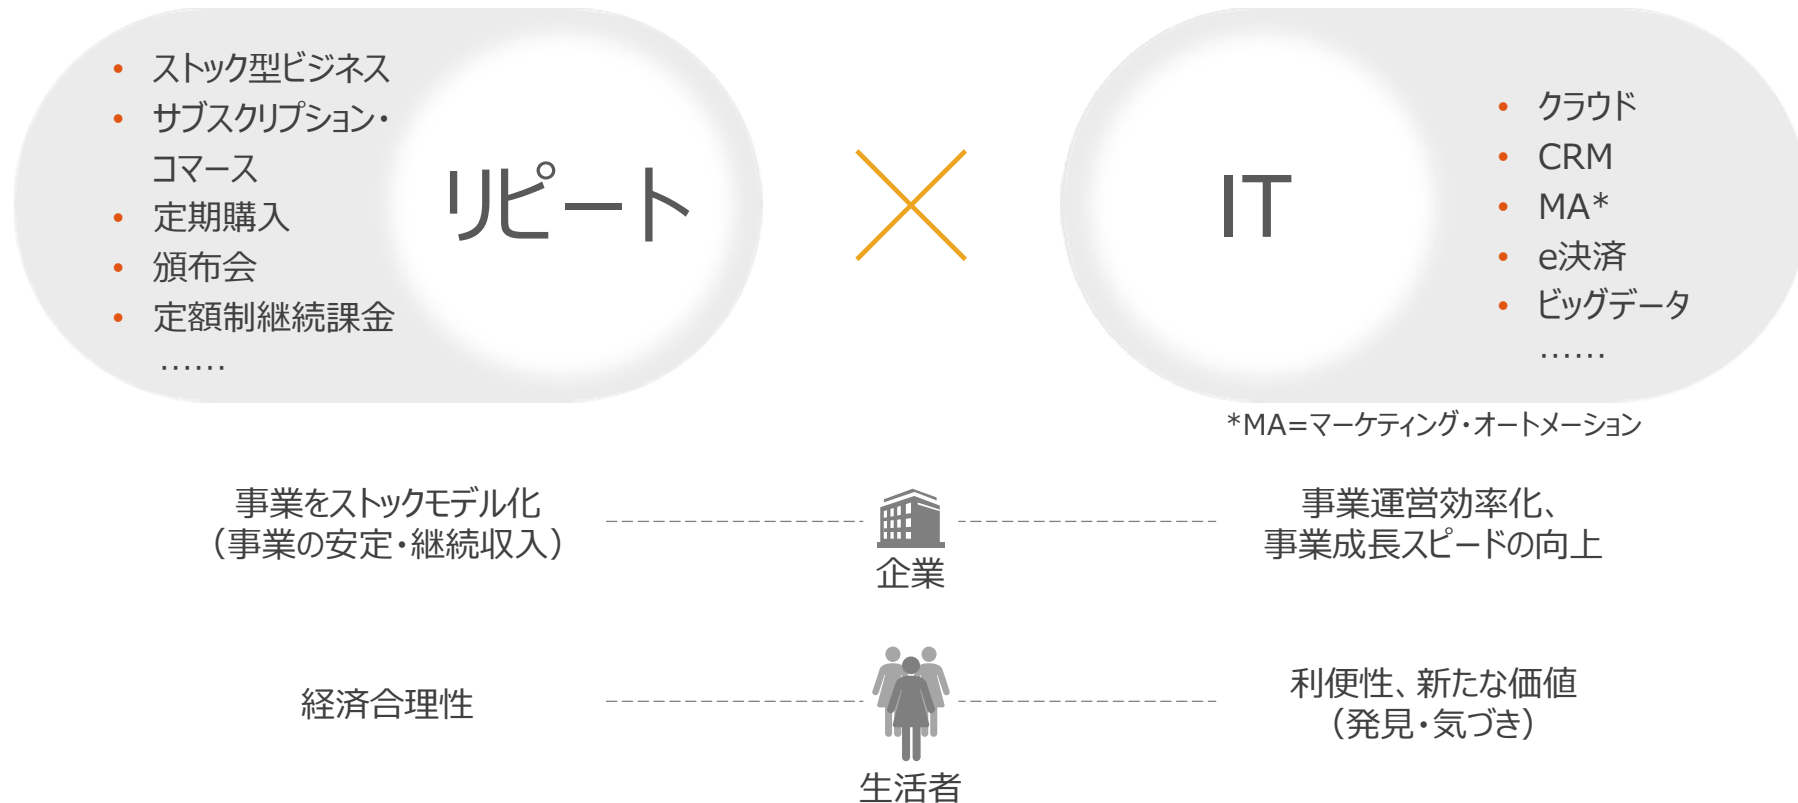 • ストック型ビジネス
• サブスクリプション・
コマース
• 定期購入
• 頒布会
• 定額制継続課金
……
リピート
IT
• クラウド
• CRM
• MA*
• e決済
• ビッグデータ
……
*MA=マーケティング・オートメーション
事業をストックモデル化
（事業の安定・継続収入）
企業
事業運営効率化、
事業成長スピードの向上
経済合理性
生活者
利便性、新たな価値
（発見・気づき）